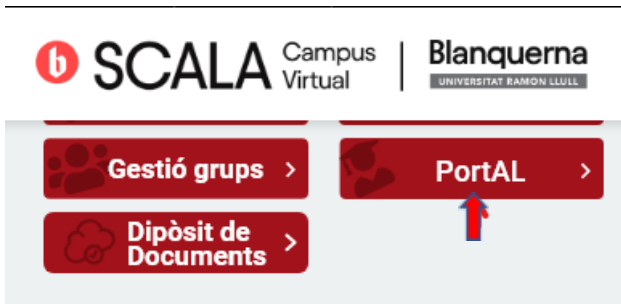 b SCALA Campus Virtual | Blanquerna
UNIVERSITAT RAMON LLULL
Gestió grups >
PortAL >
Dipòsit de Documents >